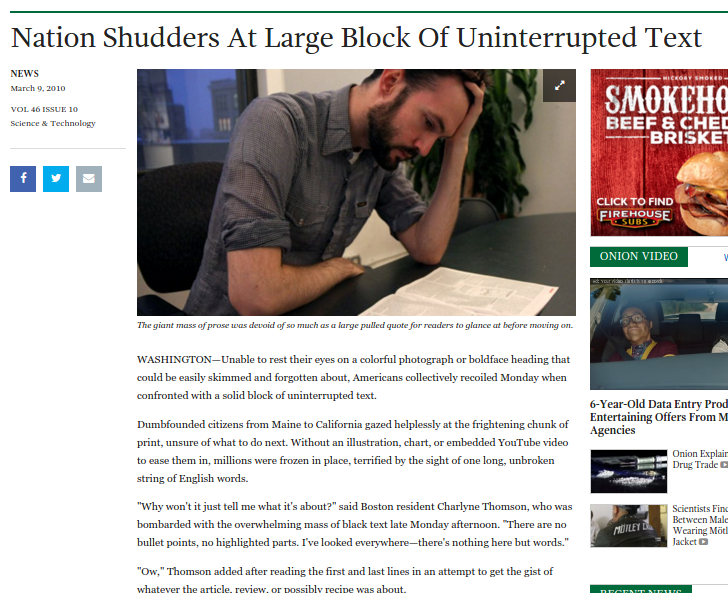 Nation Shudders At Large Block Of Uninterrupted Text
NEWS
March 9, 2010
VOL 46 ISSUE 10
Science & Technology
The giant mass of prose was devoid of so much as a large pulled quote for readers to glance at before moving on.
WASHINGTON—Unable to rest their eyes on a colorful photograph or boldface heading that
could be easily skimmed and forgotten about, Americans collectively recoiled Monday when
confronted with a solid block of uninterrupted text.
Dumbfounded citizens from Maine to California gazed helplessly at the frightening chunk of
print, unsure of what to do next. Without an illustration, chart, or embedded YouTube video
to ease them in, millions were frozen in place, terrified by the sight of one long, unbroken
string of English words.
"Why won't it just tell me what it's about?" said Boston resident Charlyne Thomson, who was
bombarded with the overwhelming mass of black text late Monday afternoon. "There are no
bullet points, no highlighted parts. I've looked everywhere—there's nothing here but words."
"Ow," Thomson added after reading the first and last lines in an attempt to get the gist of
whatever the article, review, or possibly recipe was about.
HICKORY SMOKED
SMOKEHO
BEEF & CHED
BRISKET
CLICK TO FIND
FIREHOUSE
SUBS
ONION VIDEO
6-Year-Old Data Entry Prod
Entertaining Offers From M
Agencies
Onion Explain
Drug Trade
Scientists Find
Between Male
Wearing Mötl
Jacket
RECENT NEWS